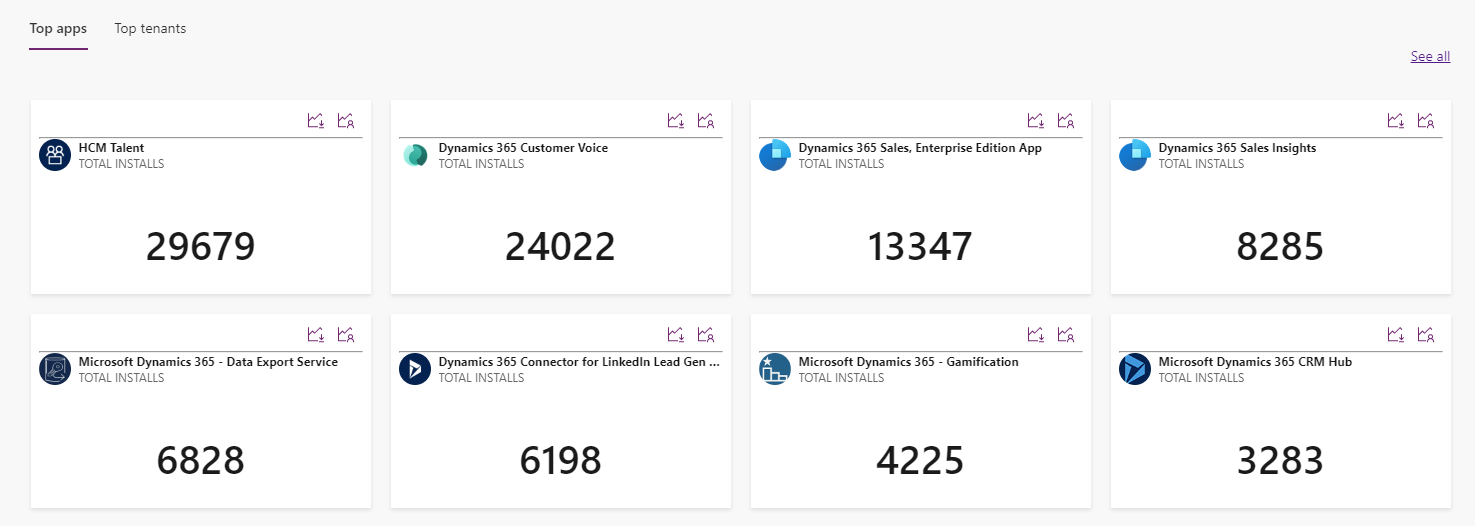 Top apps
Top tenants
See all
HCM Talent
TOTAL INSTALLS
29679
Dynamics 365 Customer Voice
TOTAL INSTALLS
24022
Dynamics 365 Sales, Enterprise Edition App
TOTAL INSTALLS
13347
Dynamics 365 Sales Insights
TOTAL INSTALLS
8285
Microsoft Dynamics 365 - Data Export Service
TOTAL INSTALLS
6828
Dynamics 365 Connector for LinkedIn Lead Gen ...
TOTAL INSTALLS
6198
Microsoft Dynamics 365 - Gamification
TOTAL INSTALLS
4225
Microsoft Dynamics 365 CRM Hub
TOTAL INSTALLS
3283